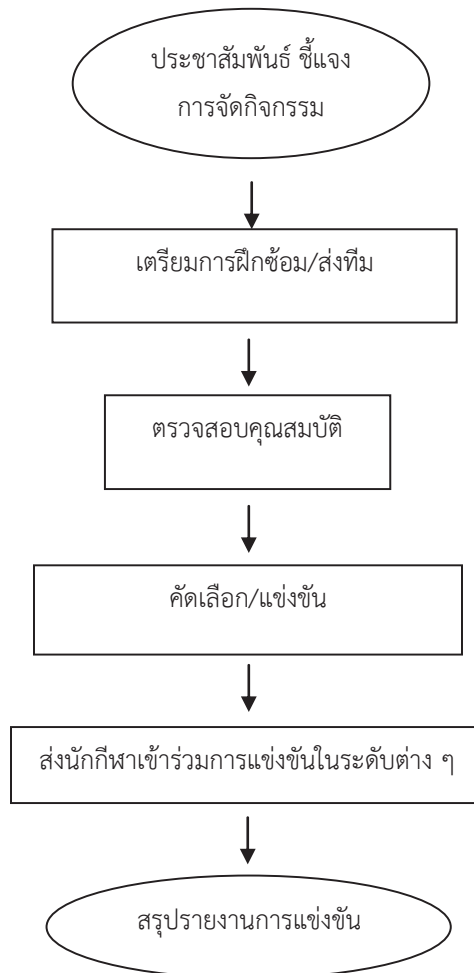 ประชาสัมพันธ์ ชี้แจง
การจัดกิจกรรม
เตรียมการฝึกซ้อม/ส่งทีม
ตรวจสอบคุณสมบัติ
คัดเลือก/แข่งขัน
ส่งนักกีฬาเข้าร่วมการแข่งขันในระดับต่าง ๆ
สรุปรายงานการแข่งขัน